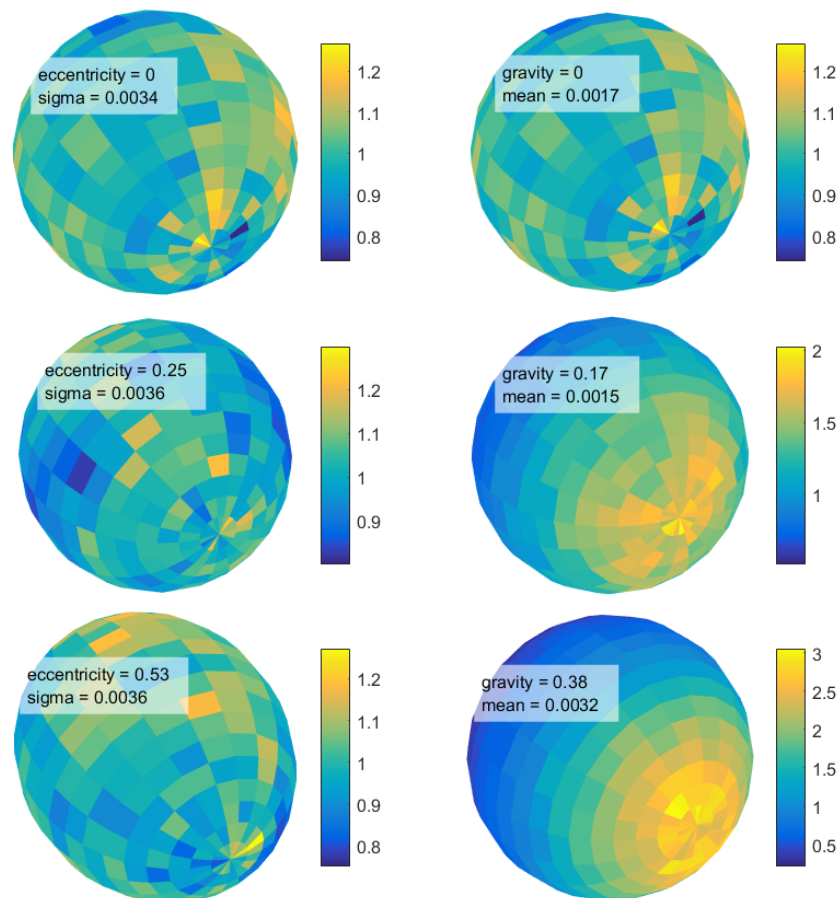 eccentricity = 0
sigma = 0.0034
1.2
1.1
1
0.9
0.8
gravity = 0
mean = 0.0017
1.2
1.1
1
0.9
0.8
eccentricity = 0.25
sigma = 0.0036
1.2
1.1
1
0.9
gravity = 0.17
mean = 0.0015
2
1.5
1
eccentricity = 0.53
sigma = 0.0036
1.2
1.1
1
0.9
0.8
gravity = 0.38
mean = 0.0032
3
2.5
2
1.5
1
0.5